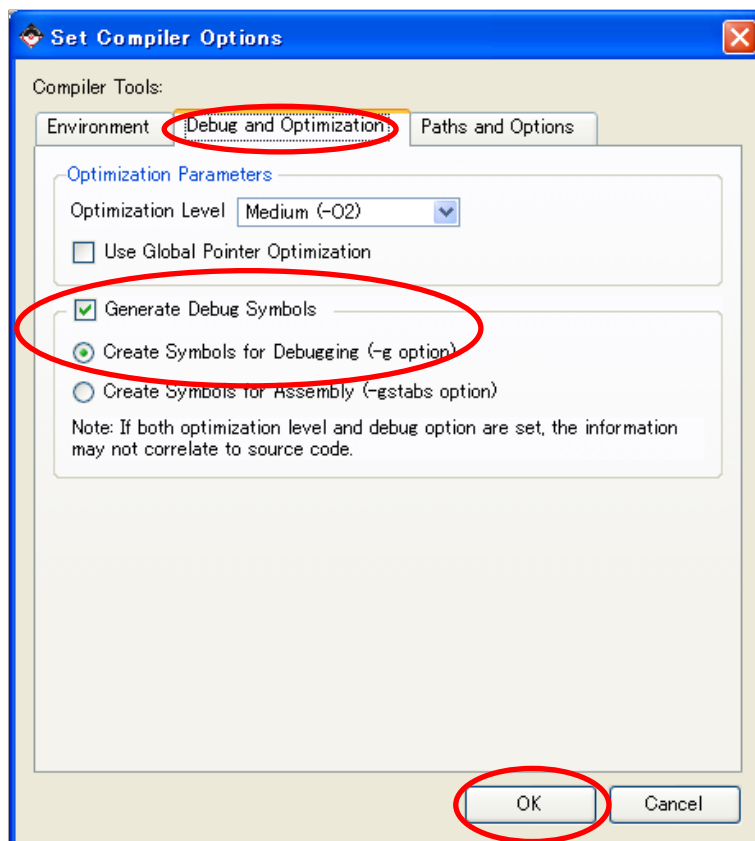 Set Compiler Options
Compiler Tools:
Environment Debug and Optimization Paths and Options
Optimization Parameters
Optimization Level Medium (-O2)
Use Global Pointer Optimization
Generate Debug Symbols
Create Symbols for Debugging (-g option)
Create Symbols for Assembly (-gstabs option)
Note: If both optimization level and debug option are set, the information
may not correlate to source code.
OK Cancel